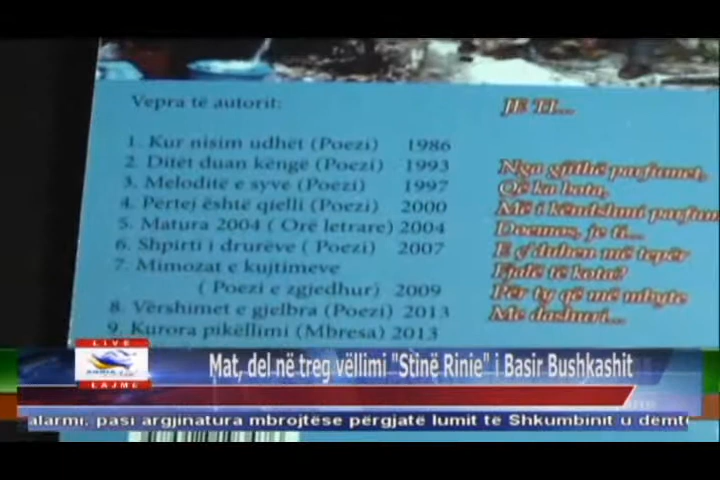 Vepra të autorit:
1. Kur nisim udhët (Poezi) 1986
2. Ditët duan këngë (Poezi) 1993
3. Meloditë e syve (Poezi) 1997
4. Përtej është qielli (Poezi) 2000
5. Matura 2004 ( Orë letrare) 2004
6. Shpirti i drurëve ( Poezi) 2007
7. Mimozat e kujtimeve
( Poezi e zgjedhur) 2009
8. Vërshimet e gjelbra (Poezi) 2013
9. Kurora pikëllimi (Mbresa) 2013
JE TI...
Nga gjithë parfumet,
Që ka bota,
Më i këndshmi parfum
Doemos, je ti...
E ç'duhen më tepër
Fjalë të kota?
Për ty që më mbyte
Me dashuri...
LIVE
LAJME
Mat, del në treg vëllimi "Stinë Rinie" i Basir Bushkashit
alarmi, pasi argjinatura mbrojtëse përgjatë lumit të Shkumbinit u dëmt